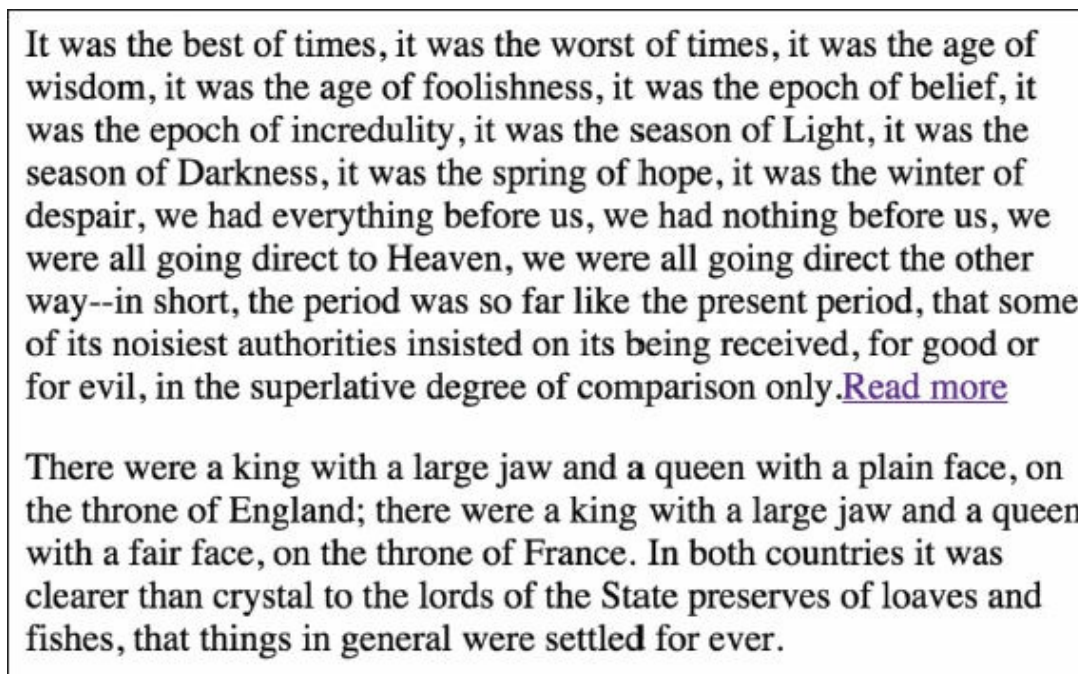 It was the best of times, it was the worst of times, it was the age of
wisdom, it was the age of foolishness, it was the epoch of belief, it
was the epoch of incredulity, it was the season of Light, it was the
season of Darkness, it was the spring of hope, it was the winter of
despair, we had everything before us, we had nothing before us, we
were all going direct to Heaven, we were all going direct the other
way--in short, the period was so far like the present period, that some
of its noisiest authorities insisted on its being received, for good or
for evil, in the superlative degree of comparison only.Read more
There were a king with a large jaw and a queen with a plain face, on
the throne of England; there were a king with a large jaw and a queen
with a fair face, on the throne of France. In both countries it was
clearer than crystal to the lords of the State preserves of loaves and
fishes, that things in general were settled for ever.